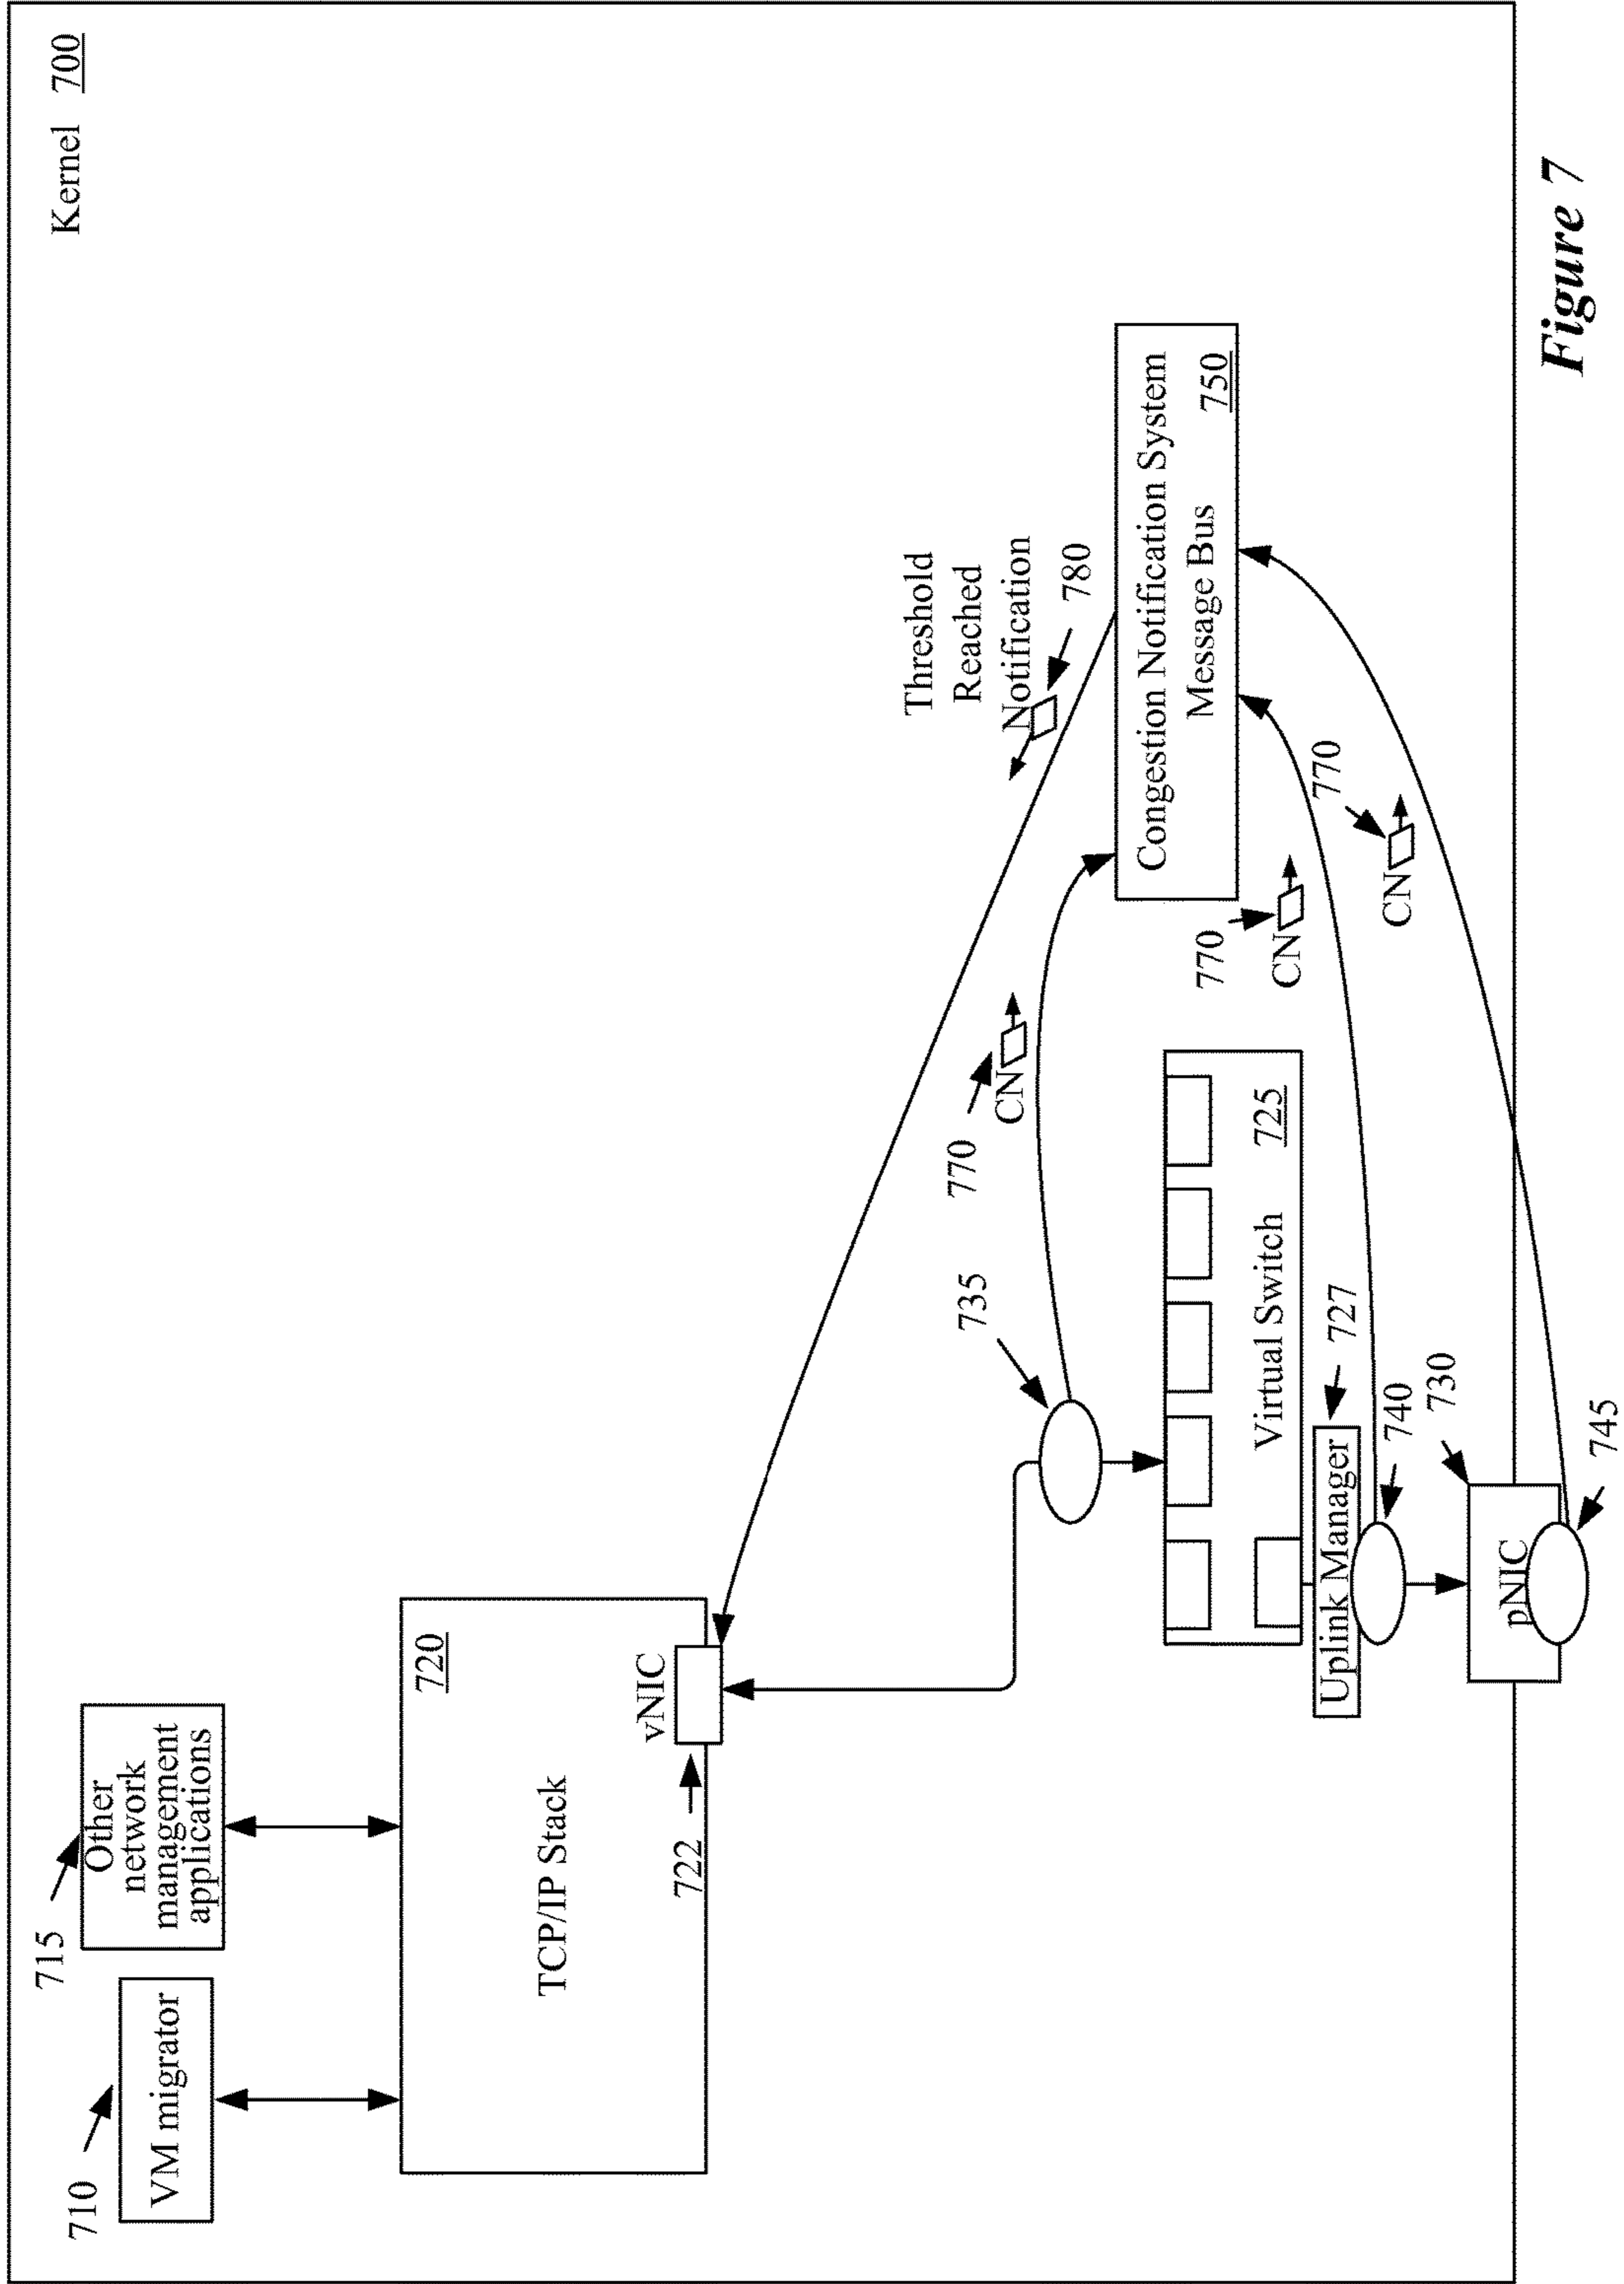 Kernel 700
715
Other
network
management
applications
710
VM migrator
720
TCP/IP Stack
vNIC
722
Threshold
Reached
Notification
780
735
770
CN
Congestion Notification System
Message Bus 750
725
Virtual Switch
770
CN
770
CN
727
Uplink Manager
740
730
pNIC
745
Figure 7